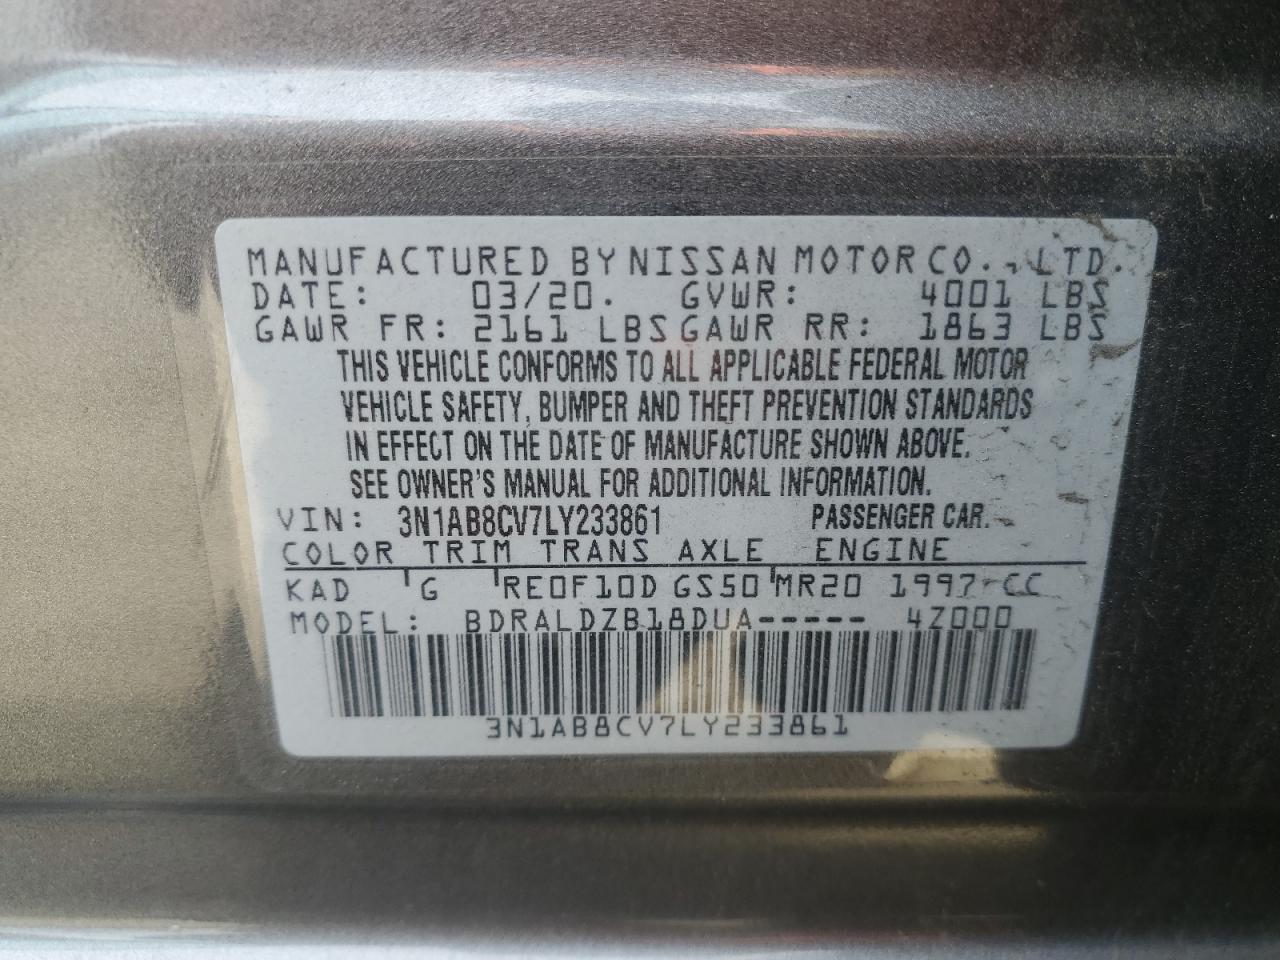 MANUFACTURED BY NISSAN MOTOR CO., LTD.
DATE: 03/20. GVWR: 4001 LBS
GAWR FR: 2161 LBS GAWR RR: 1863 LBS
THIS VEHICLE CONFORMS TO ALL APPLICABLE FEDERAL MOTOR
VEHICLE SAFETY, BUMPER AND THEFT PREVENTION STANDARDS
IN EFFECT ON THE DATE OF MANUFACTURE SHOWN ABOVE.
SEE OWNER'S MANUAL FOR ADDITIONAL INFORMATION.
VIN: 3N1AB8CV7LY233861 PASSENGER CAR.
COLOR TRIM TRANS AXLE ENGINE
KAD G RE0F10D GS50 MR20 1997-CC
MODEL: BDRALDZB18DUA----- 4Z000
3N1AB8CV7LY233861